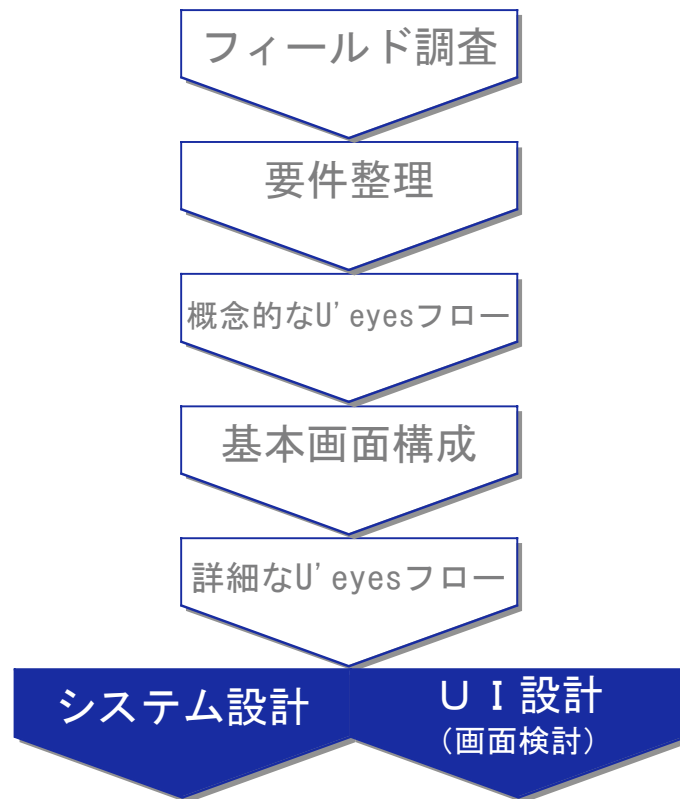 フィールド調査
要件整理
概念的なU'eyesフロー
基本画面構成
詳細なU'eyesフロー
システム設計
ＵＩ設計
(画面検討)